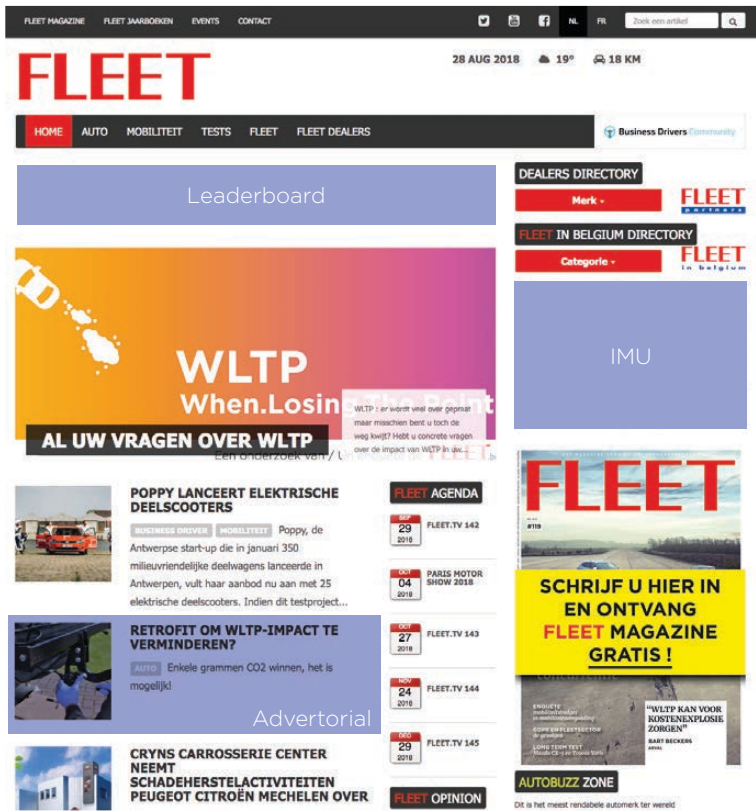 FLEET MAGAZINE FLEET JAARBOEKEN EVENTS CONTACT
NL FR Zoek een artikel
FLEET
28 AUG 2018 19° 18 KM
HOME AUTO MOBILITEIT TESTS FLEET FLEET DEALERS
Business Drivers Community
Leaderboard
DEALERS DIRECTORY
Merk
FLEET
partners
FLEET IN BELGIUM DIRECTORY
Categorie
FLEET
in belgium
IMU
WLTP
When.Losing.The.Point
WLTP : er wordt veel over gepraat
maar misschien bent u toch de
weg kwijt? Hebt u concrete vragen
over de impact van WLTP in uw...
AL UW VRAGEN OVER WLTP
Een onderzoek van /
POPPY LANCEERT ELEKTRISCHE
DEELSCOOTERS
BUSINESS DRIVER MOBILITEIT Poppy, de
Antwerpse start-up die in januari 350
milieuvriendelijke deelwagens lanceerde in
Antwerpen, vult haar aanbod nu aan met 25
elektrische deelscooters. Indien dit testproject...
RETROFIT OM WLTP-IMPACT TE
VERMINDEREN?
AUTO Enkele grammen CO2 winnen, het is
mogelijk!
Advertorial
CRYNS CARROSSERIE CENTER
NEEMT
SCHADEHERSTELACTIVITEITEN
PEUGEOT CITROËN MECHELEN OVER
FLEET AGENDA
SEP
29
2018
FLEET.TV 142
OCT
04
2018
PARIS MOTOR
SHOW 2018
OCT
27
2018
FLEET.TV 143
NOV
24
2018
FLEET.TV 144
DEC
29
2018
FLEET.TV 145
FLEET OPINION
FLEET
#119
SCHRIJF U HIER IN
EN ONTVANG
FLEET MAGAZINE
GRATIS !
concurrentie
ENQUETE
LONG TERM TEST
"WLTP KAN VOOR
KOSTENEXPLOSIE
ZORGEN"
BART BECKERS
ARVAL
AUTOBUZZ ZONE
Dit is het meest rendabele automerk ter wereld